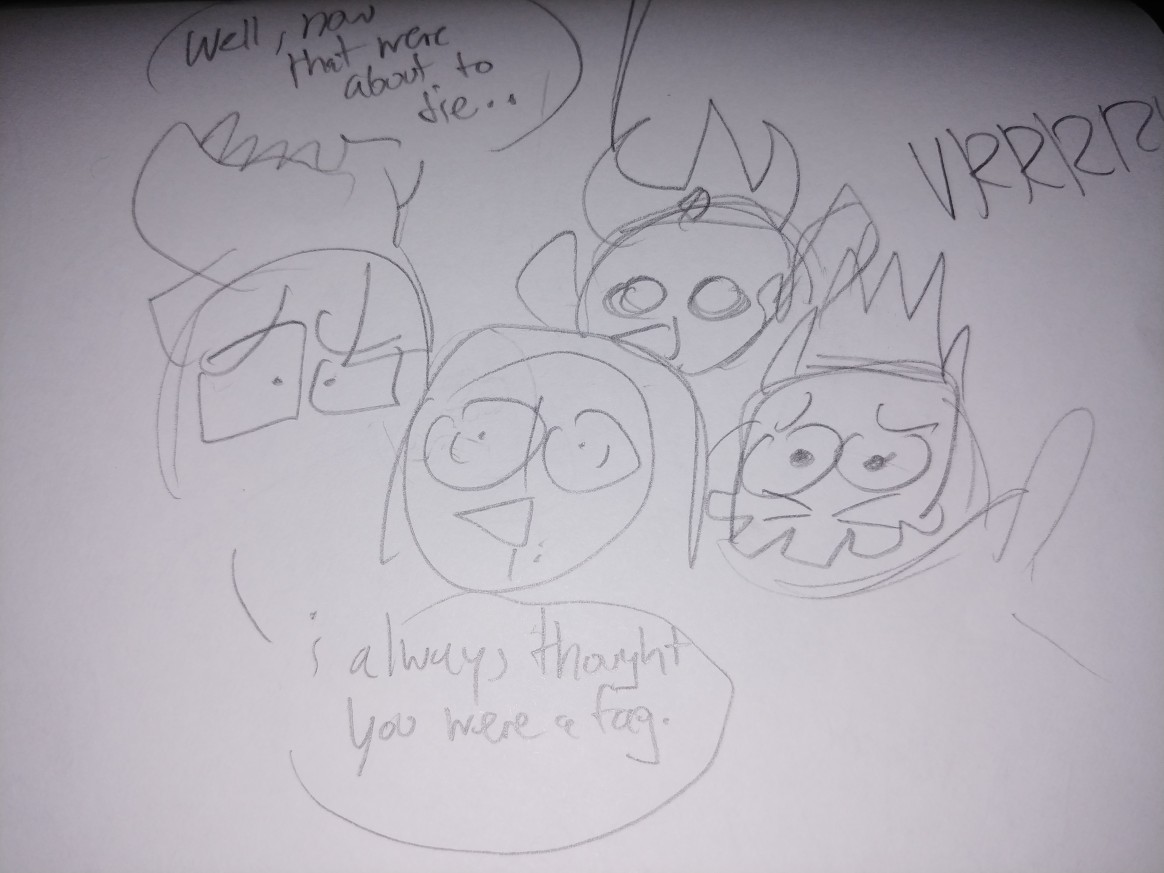 Well, now
that were
about to
die...
VRRRR
i always thought
you were a fag.